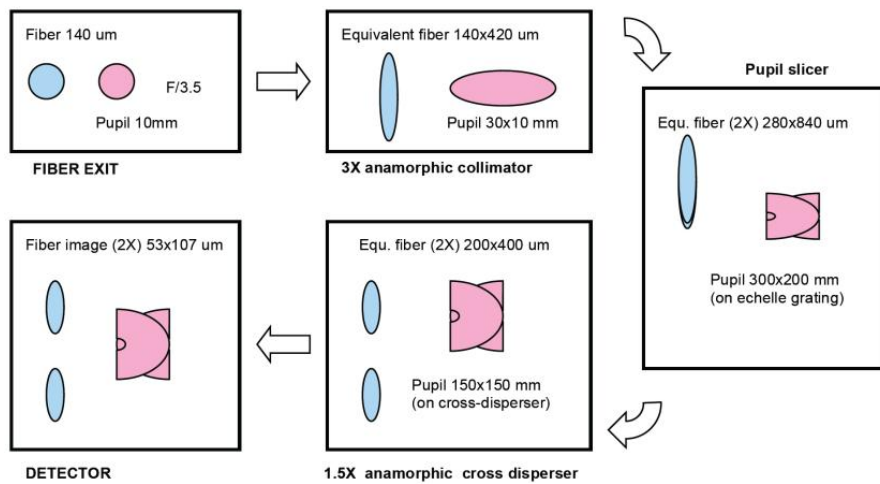 Fiber 140 um
F/3.5
Pupil 10mm
FIBER EXIT
Equivalent fiber 140x420 um
Pupil 30x10 mm
3X anamorphic collimator
Pupil slicer
Equ. fiber (2X) 280x840 um
Pupil 300x200 mm
(on echelle grating)
Equ. fiber (2X) 200x400 um
Pupil 150x150 mm
(on cross-disperser)
1.5X anamorphic cross disperser
Fiber image (2X) 53x107 um
DETECTOR